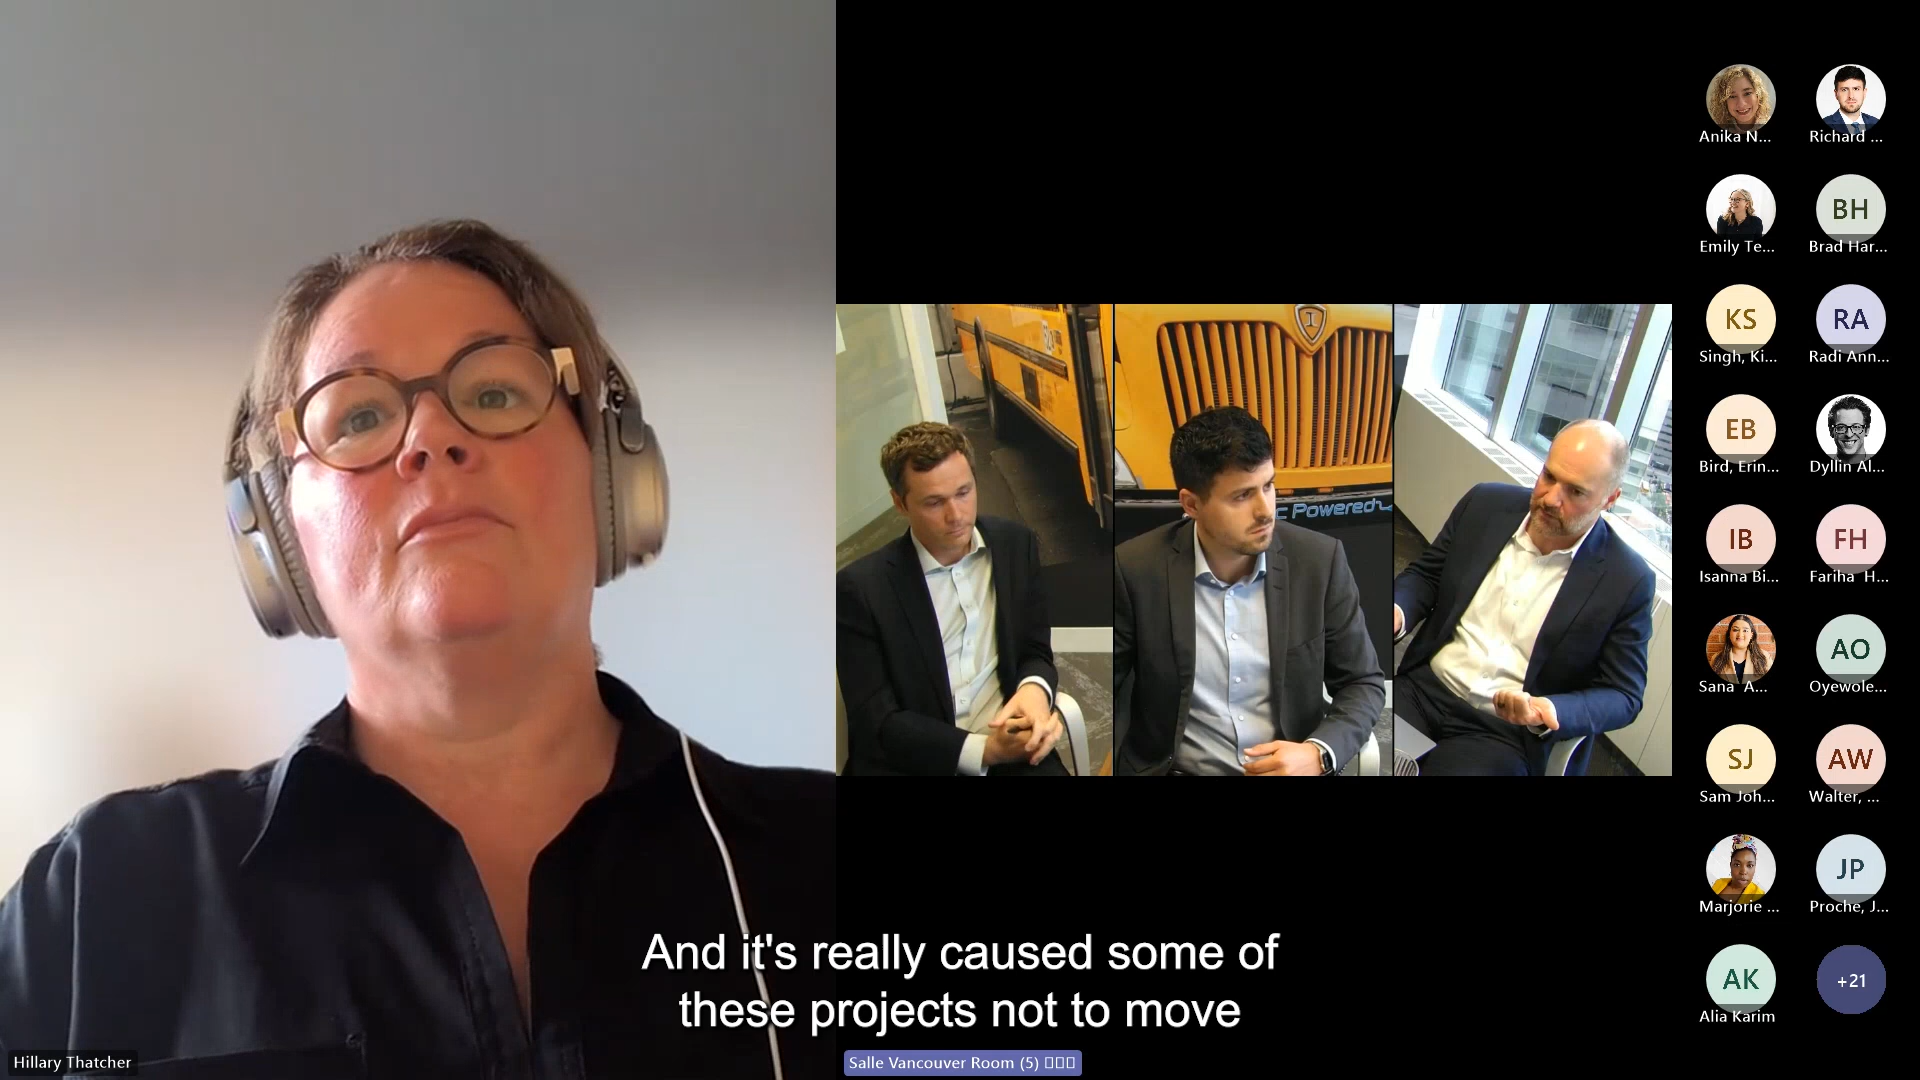 Anika N...
Richard ...
Emily Te...
BH
Brad Har...
KS
Singh, Ki...
RA
Radi Ann...
EB
Bird, Erin...
Dyllin Al...
IB
Isanna Bi...
FH
Fariha H...
Sana A...
AO
Oyewole...
SJ
Sam Joh...
AW
Walter, ...
Marjorie ...
JP
Proche, J...
AK
Alia Karim
+21
c Powered
And it's really caused some of
these projects not to move
Hillary Thatcher
Salle Vancouver Room (5)